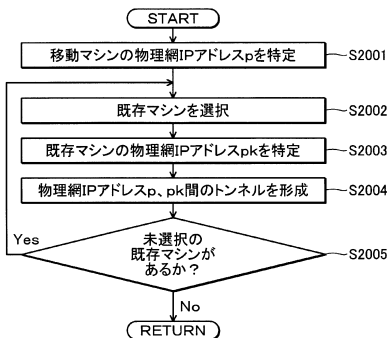 START
移動マシンの物理網IPアドレスpを特定
S2001
既存マシンを選択
S2002
既存マシンの物理網IPアドレスpkを特定
S2003
物理網IPアドレスp、pk間のトンネルを形成
S2004
Yes
未選択の
既存マシンが
あるか？
S2005
No
RETURN